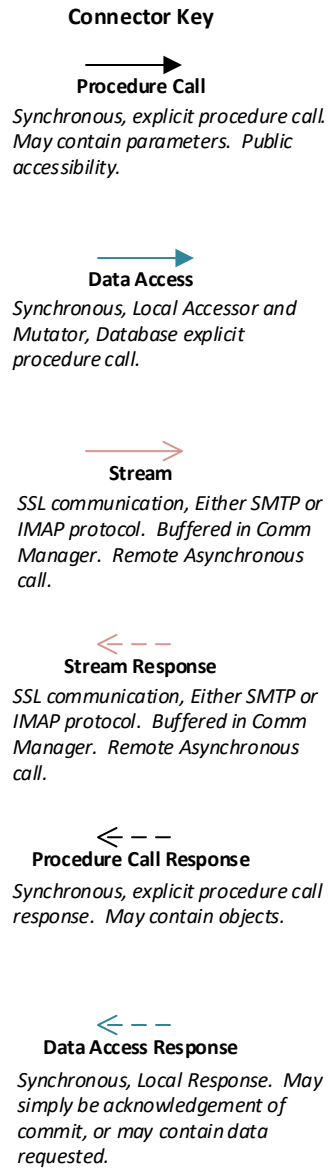 Connector Key
Procedure Call
Synchronous, explicit procedure call.
May contain parameters. Public
accessibility.
Data Access
Synchronous, Local Accessor and
Mutator, Database explicit
procedure call.
Stream
SSL communication, Either SMTP or
IMAP protocol. Buffered in Comm
Manager. Remote Asynchronous
call.
Stream Response
SSL communication, Either SMTP or
IMAP protocol. Buffered in Comm
Manager. Remote Asynchronous
call.
Procedure Call Response
Synchronous, explicit procedure call
response. May contain objects.
Data Access Response
Synchronous, Local Response. May
simply be acknowledgement of
commit, or may contain data
requested.